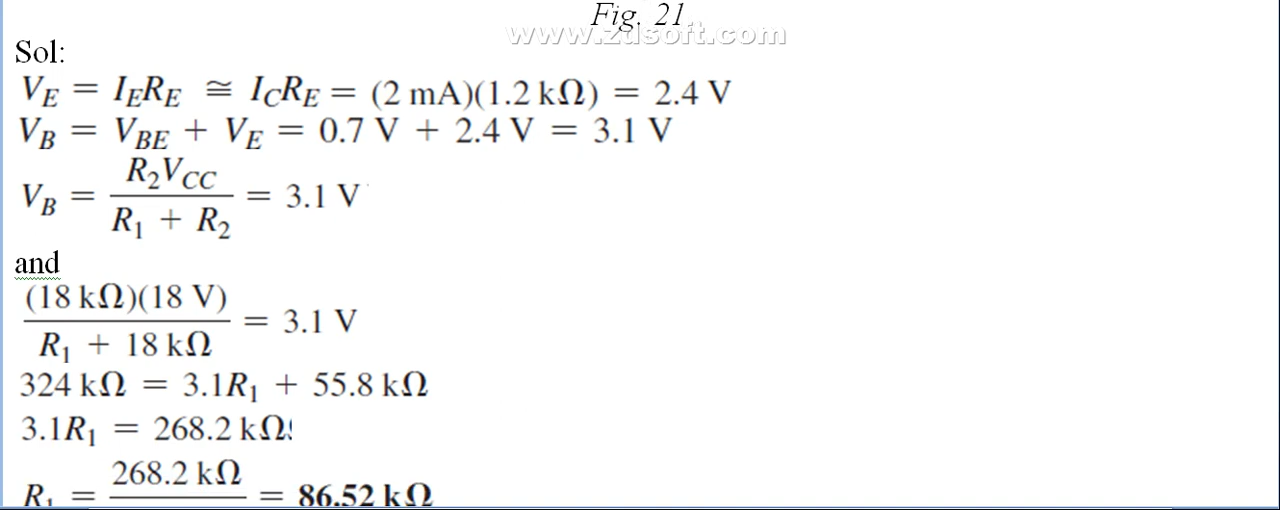 Fig. 21
www.zdsoft.com
Sol:
V_E = I_E R_E ≅ I_C R_E = (2 mA)(1.2 kΩ) = 2.4 V
V_B = V_BE + V_E = 0.7 V + 2.4 V = 3.1 V
V_B = R_2 V_CC / (R_1 + R_2) = 3.1 V
and
(18 kΩ)(18 V) / (R_1 + 18 kΩ) = 3.1 V
324 kΩ = 3.1R_1 + 55.8 kΩ
3.1R_1 = 268.2 kΩ
R_1 = 268.2 kΩ / = 86.52 kΩ